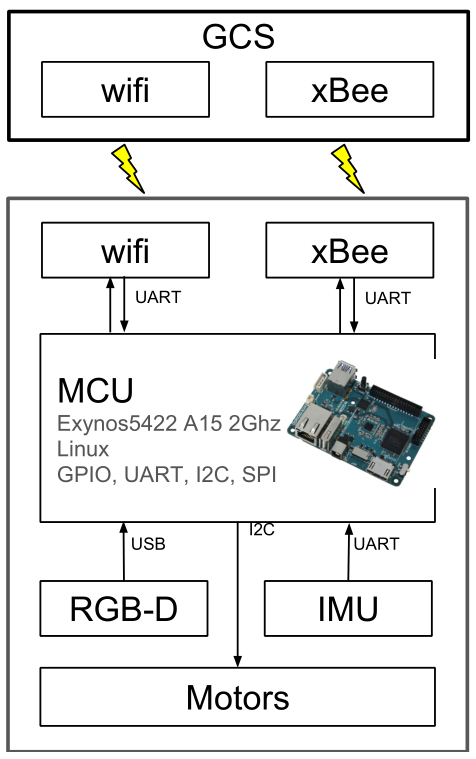 GCS
wifi
xBee
wifi
xBee
UART
UART
MCU
Exynos5422 A15 2Ghz
Linux
GPIO, UART, I2C, SPI
I2C
USB
UART
RGB-D
IMU
Motors